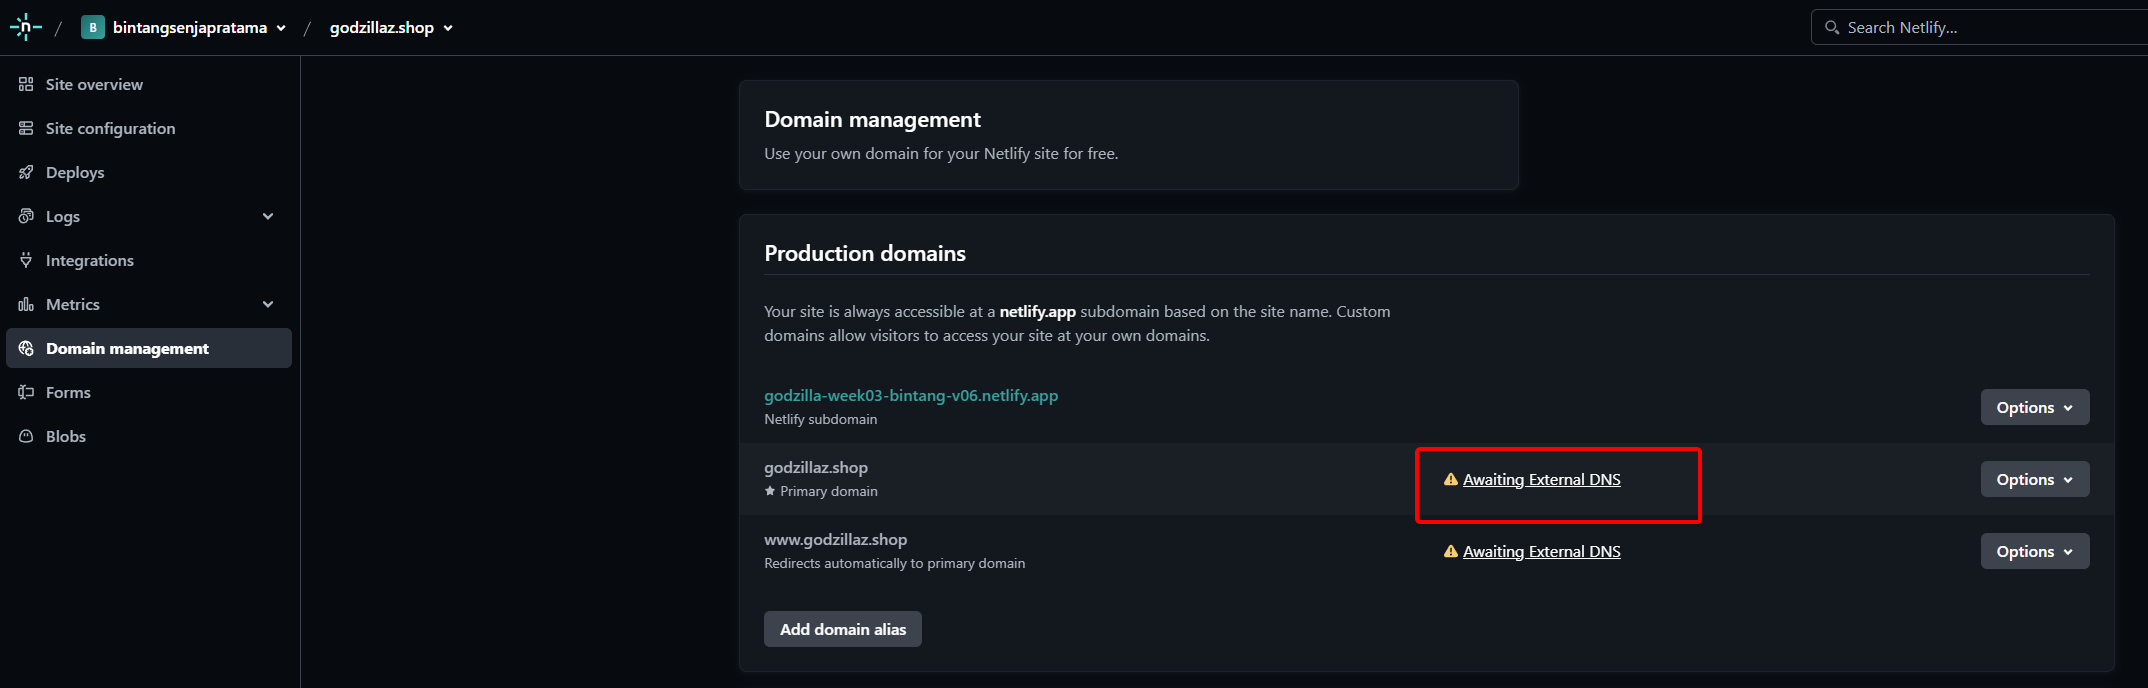 n / B bintangsenjapratama / godzillaz.shop
Search Netlify...
Site overview
Site configuration
Deploys
Logs
Integrations
Metrics
Domain management
Forms
Blobs
Domain management
Use your own domain for your Netlify site for free.
Production domains
Your site is always accessible at a netlify.app subdomain based on the site name. Custom
domains allow visitors to access your site at your own domains.
godzilla-week03-bintang-v06.netlify.app
Netlify subdomain
Options
godzillaz.shop
Primary domain
Awaiting External DNS
Options
www.godzillaz.shop
Redirects automatically to primary domain
Awaiting External DNS
Options
Add domain alias